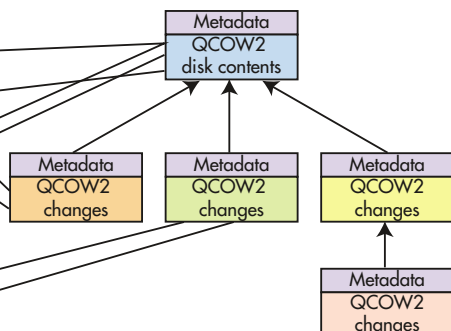 Metadata
QCOW2
disk contents
Metadata
QCOW2
changes
Metadata
QCOW2
changes
Metadata
QCOW2
changes
Metadata
QCOW2
changes